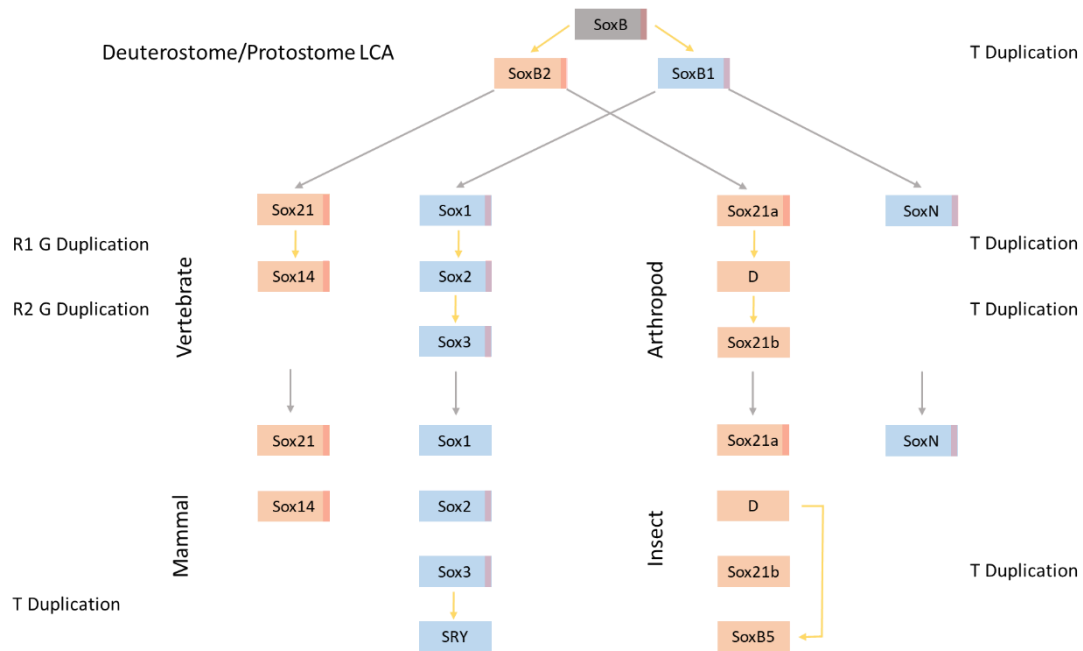 SoxB
Deuterostome/Protostome LCA
T Duplication
SoxB2
SoxB1
Sox21
Sox1
Sox21a
SoxN
R1 G Duplication
T Duplication
Sox14
Sox2
D
R2 G Duplication
T Duplication
Vertebrate
Arthropod
Sox3
Sox21b
Sox21
Sox1
Sox21a
SoxN
Sox14
Sox2
D
Mammal
Insect
Sox3
Sox21b
T Duplication
T Duplication
SRY
SoxB5